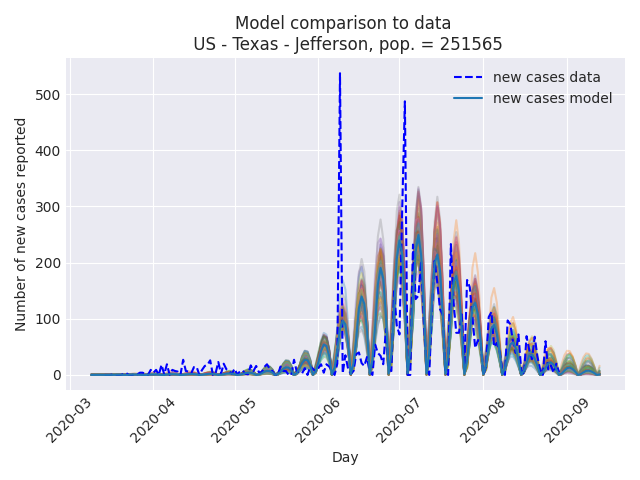 Model comparison to data
US - Texas - Jefferson, pop. = 251565
new cases data
new cases model
Number of new cases reported
500
400
300
200
100
0
2020-03
2020-04
2020-05
2020-06
2020-07
2020-08
2020-09
Day